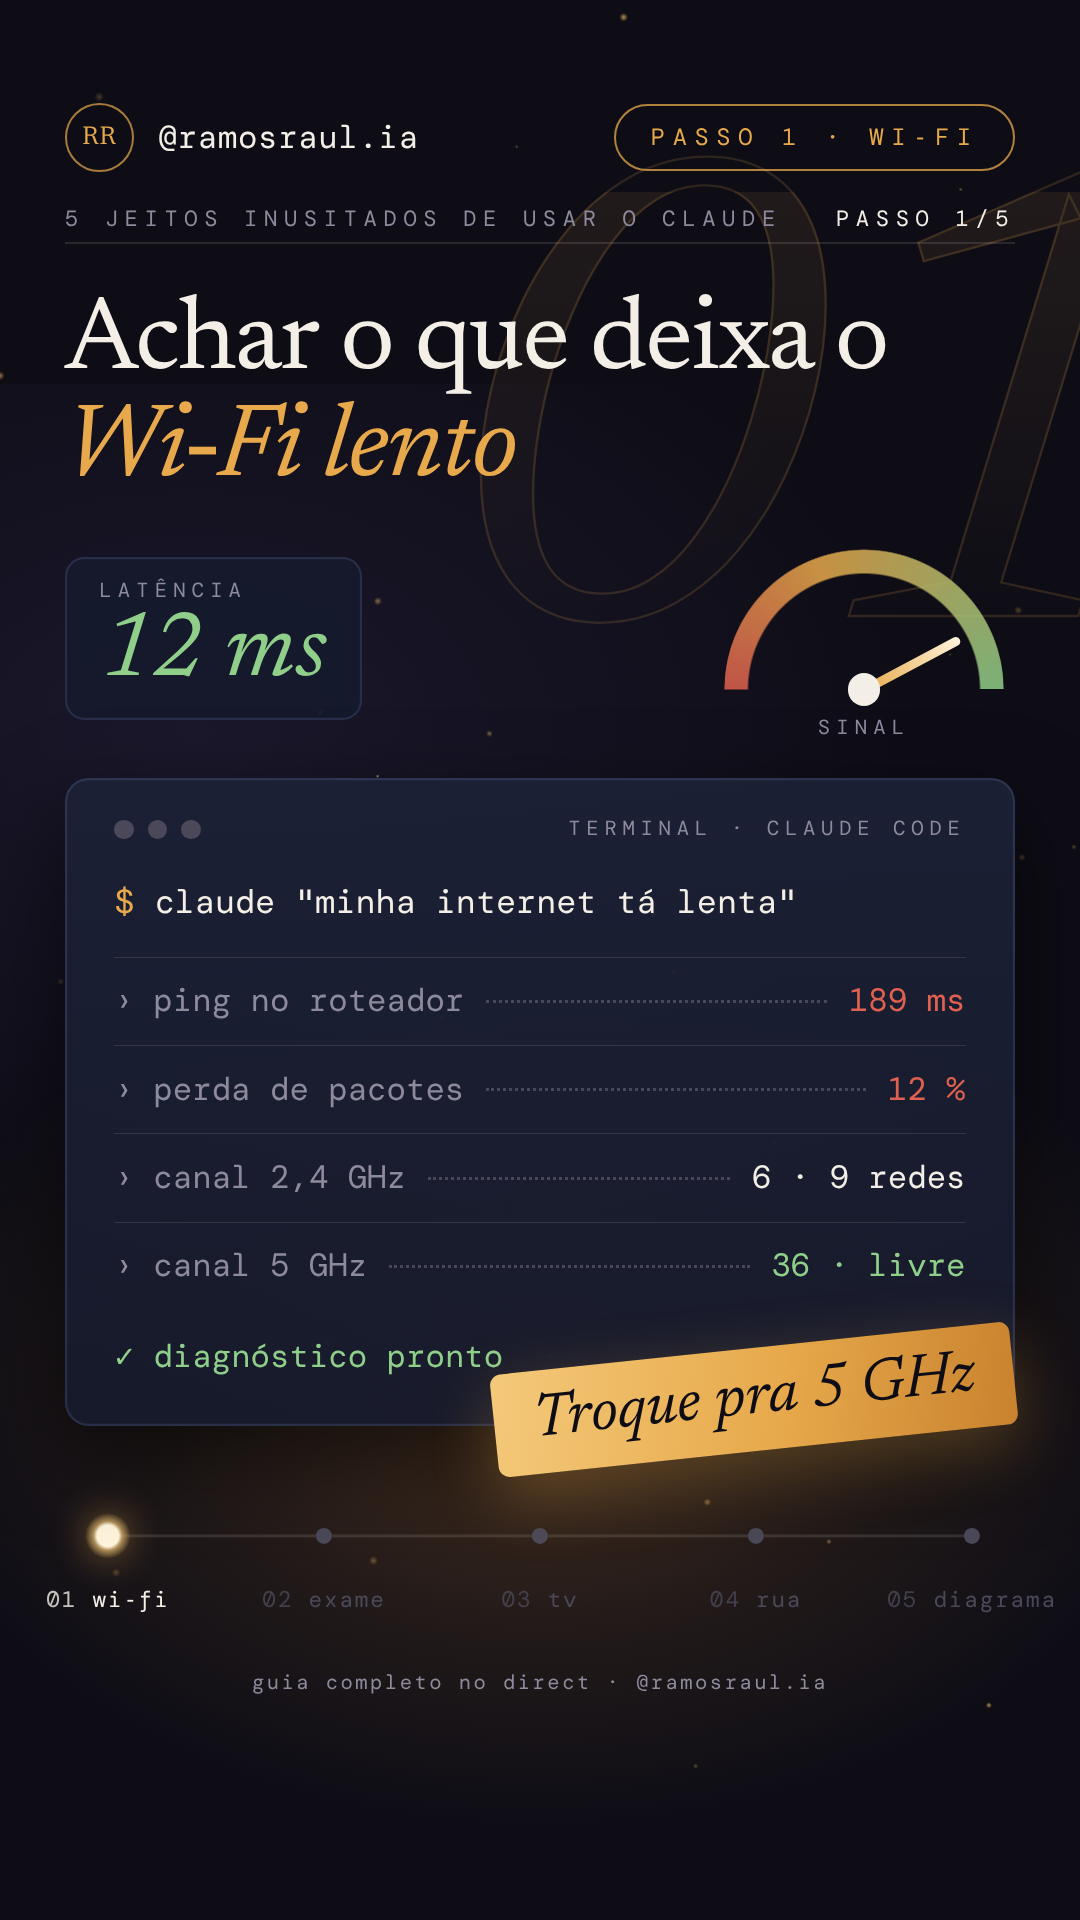 RR @ramosraul.ia
PASSO 1 · WI-FI
5 JEITOS INUSITADOS DE USAR O CLAUDE
PASSO 1/5
01
Achar o que deixa o
Wi-Fi lento
LATÊNCIA
12 ms
SINAL
TERMINAL · CLAUDE CODE
$ claude "minha internet tá lenta"
› ping no roteador 189 ms
› perda de pacotes 12 %
› canal 2,4 GHz 6 · 9 redes
› canal 5 GHz 36 · livre
✓ diagnóstico pronto
Troque pra 5 GHz
01 wi-fi
02 exame
03 tv
04 rua
05 diagrama
guia completo no direct · @ramosraul.ia